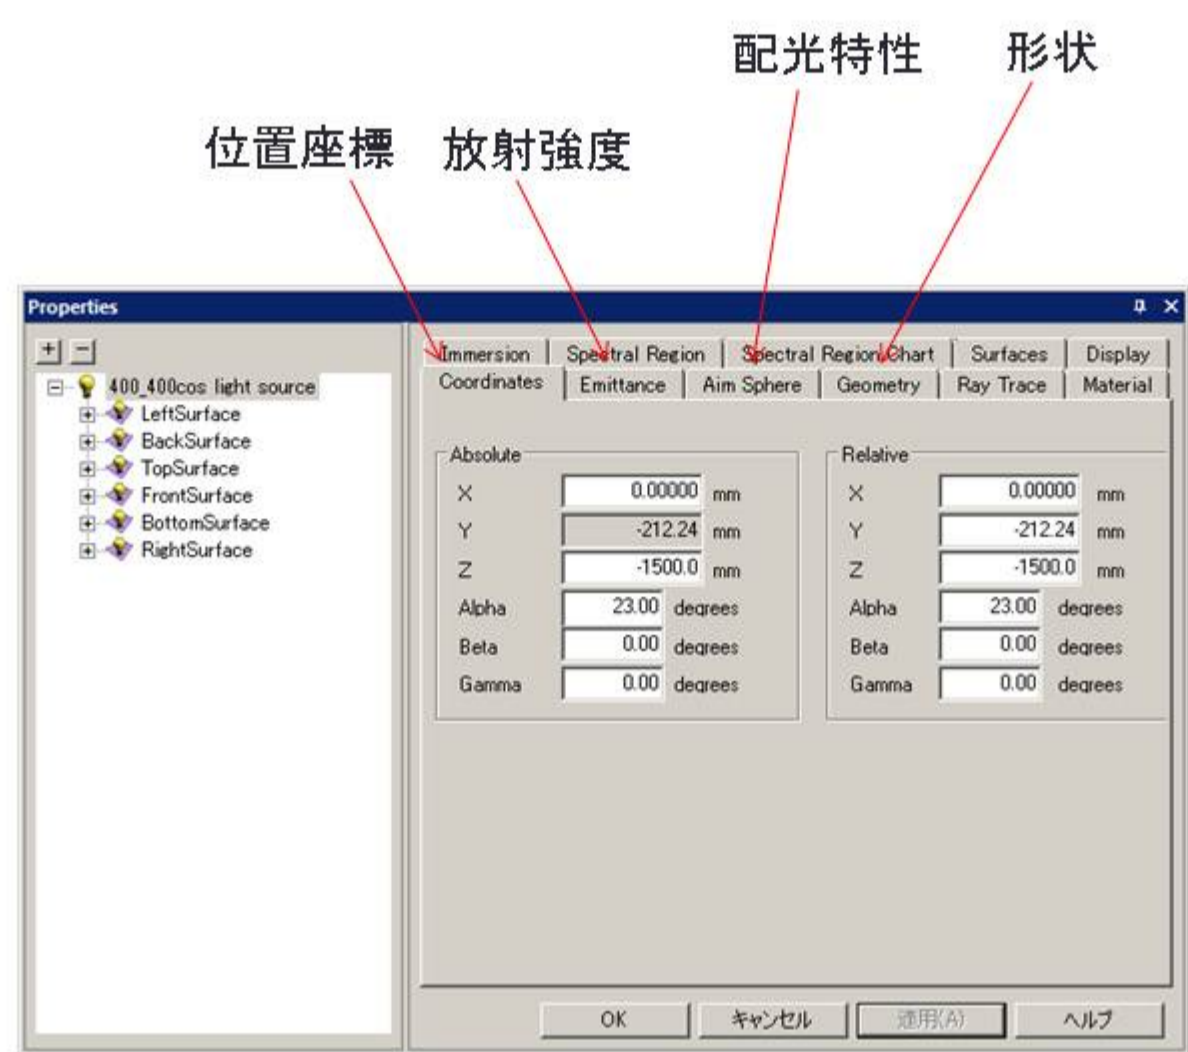 配光特性 形状
位置座標 放射強度
Properties
400_400cos light source
LeftSurface
BackSurface
TopSurface
FrontSurface
BottomSurface
RightSurface
Immersion Spectral Region Spectral Region Chart Surfaces Display
Coordinates Emittance Aim Sphere Geometry Ray Trace Material
Absolute
X 0.00000 mm
Y -212.24 mm
Z -1500.0 mm
Alpha 23.00 degrees
Beta 0.00 degrees
Gamma 0.00 degrees
Relative
X 0.00000 mm
Y -212.24 mm
Z -1500.0 mm
Alpha 23.00 degrees
Beta 0.00 degrees
Gamma 0.00 degrees
OK キャンセル 適用(A) ヘルプ